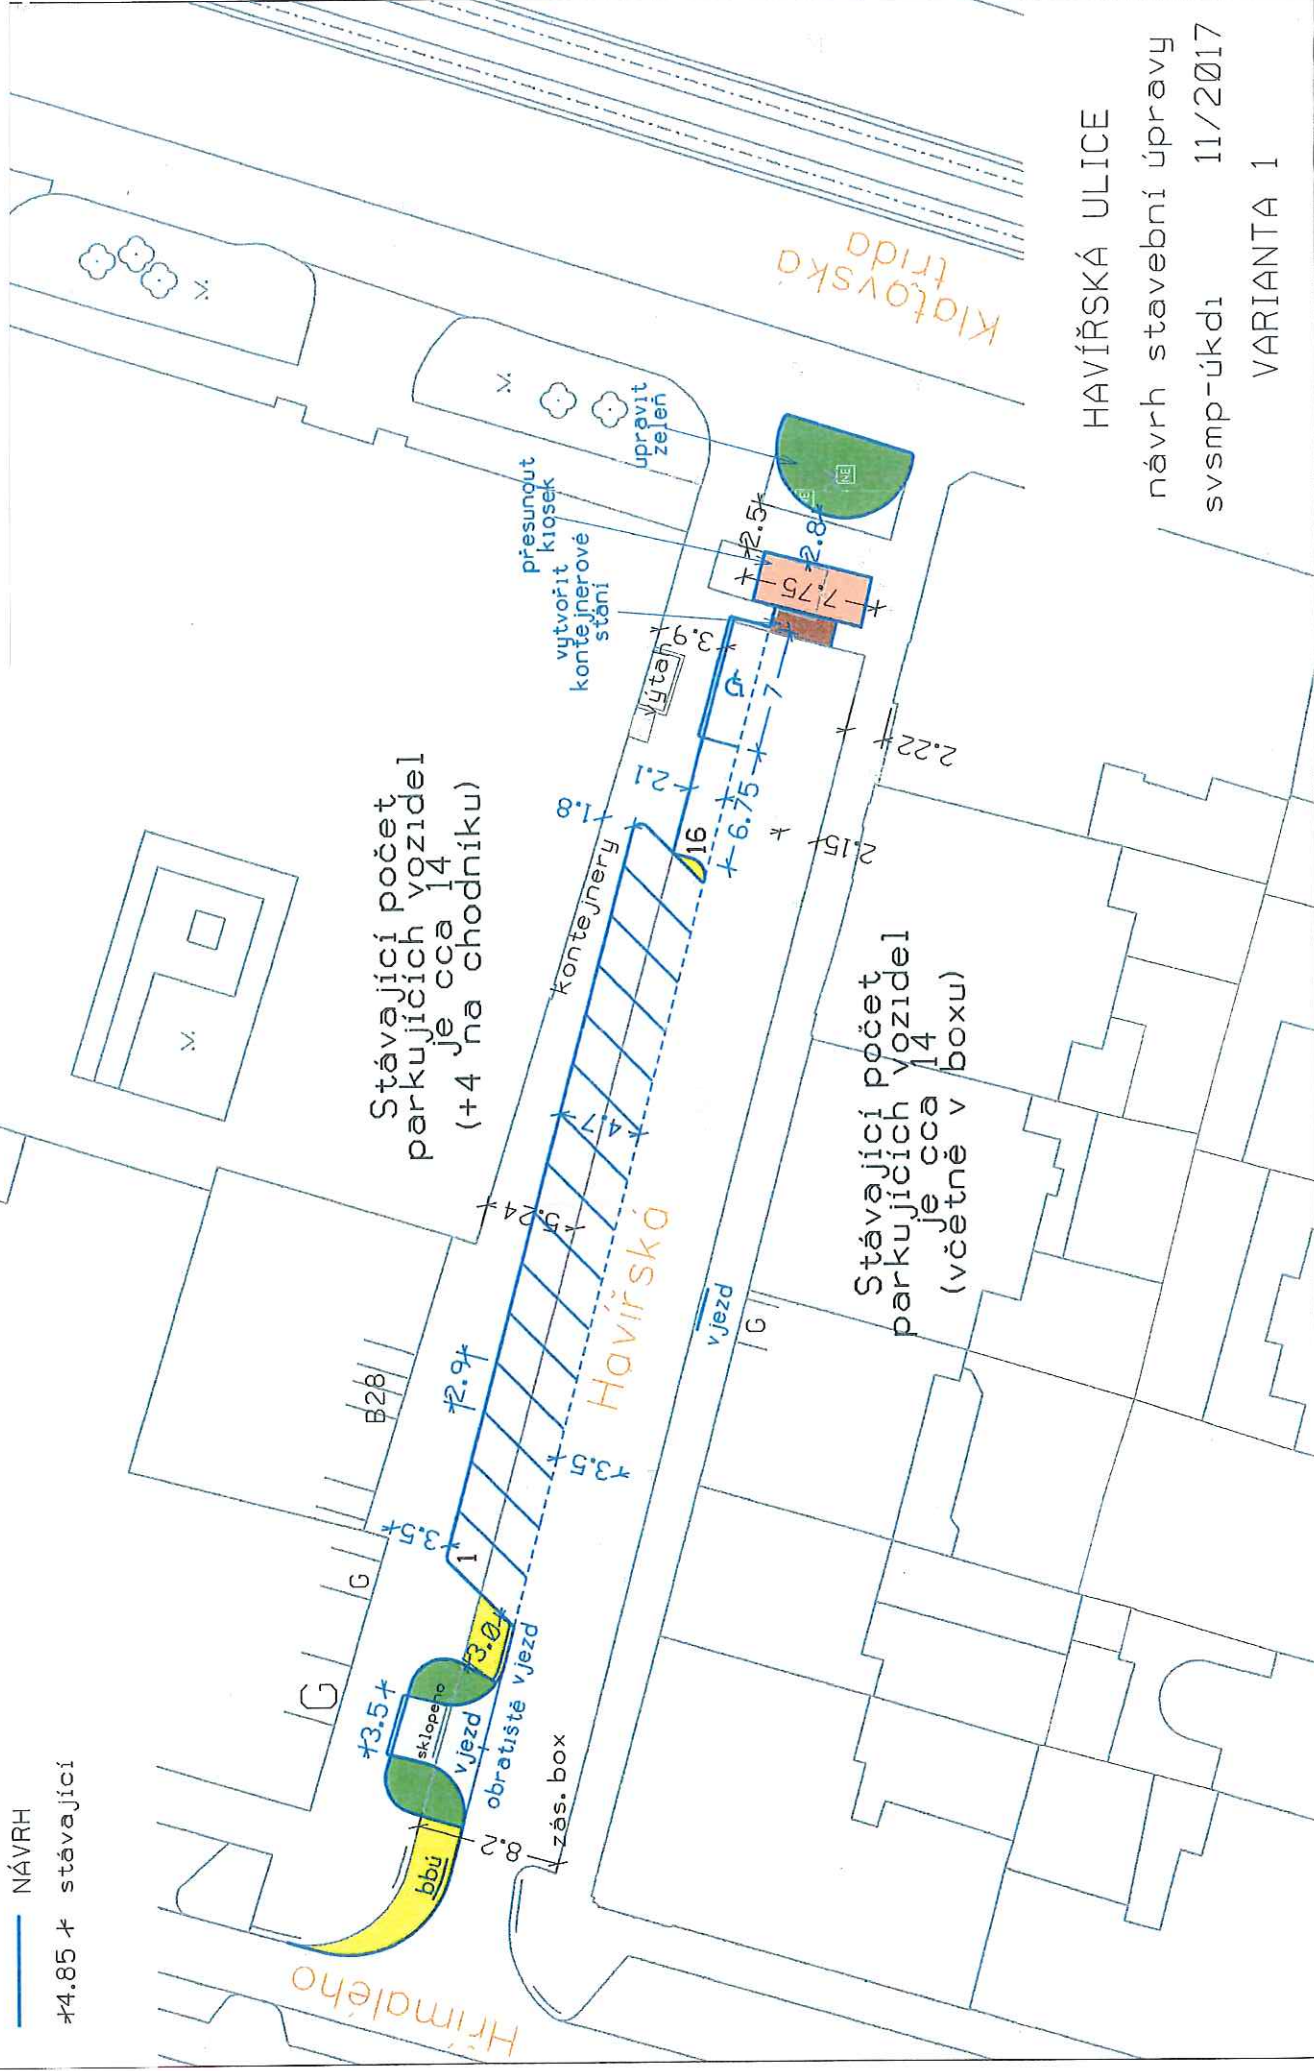 NÁVRH
4.85 stávající
HAVÍŘSKÁ ULICE
návrh stavební úpravy
svsmp-úkdi 11/2017
VARIANTA 1
Klatovská
třída
upravit
zeleň
přesunout
kiosek
vytvořit
kontejnerové
stání
NE
2.5
2.8
7.75
3.9
výtah
5
7
2.1
1.8
6.75
16
2.22
2.15
kontejnery
Stávající počet
parkujících vozidel
je cca 14
(+4 na chodníku)
Stávající počet
parkujících vozidel
je cca 14
(včetně v boxu)
4.7
5.24
Havířská
vjezd
G
B28
2.9
3.5
3.5
1
G
G
3.0
3.5
sklopeno
vjezd
obratiště vjezd
8.2
zás. box
bbú
Hřímalého